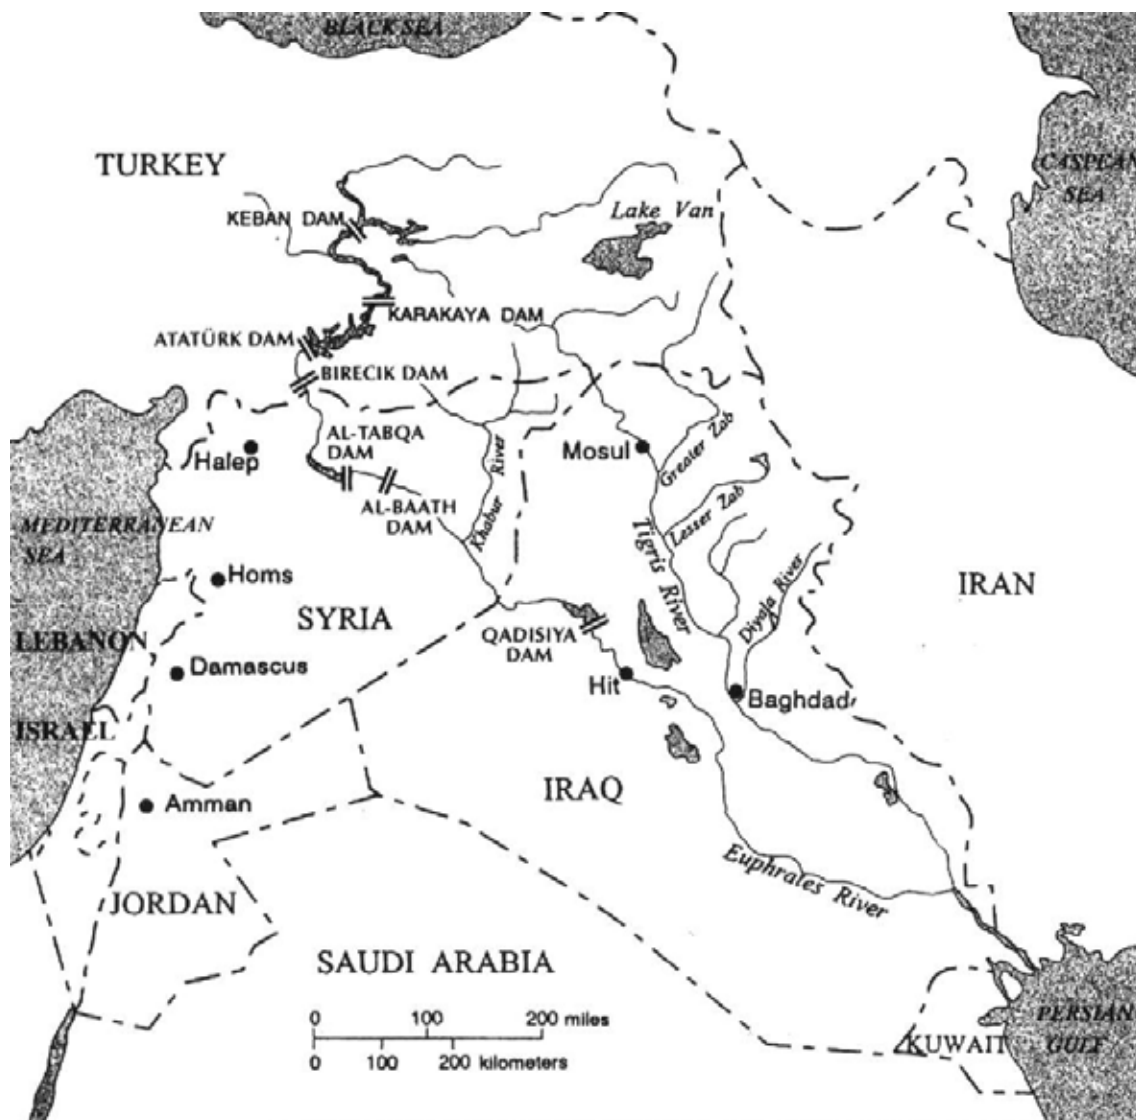 BLACK SEA
TURKEY
CASPEAN
SEA
KEBAN DAM
Lake Van
KARAKAYA DAM
ATATÜRK DAM
BIRECIK DAM
AL-TABQA
DAM
Halep
Mosul
Greater Zab
Khabur River
AL-BAATH
DAM
Lesser Zab
MEDITERRANEAN
SEA
Tigris River
Homs
Diyala River
IRAN
SYRIA
QADISIYA
DAM
LEBANON
Damascus
Hit
Baghdad
ISRAEL
IRAQ
Amman
Euphrales River
JORDAN
SAUDI ARABIA
0 100 200 miles
0 100 200 kilometers
PERSIAN
GULF
KUWAIT